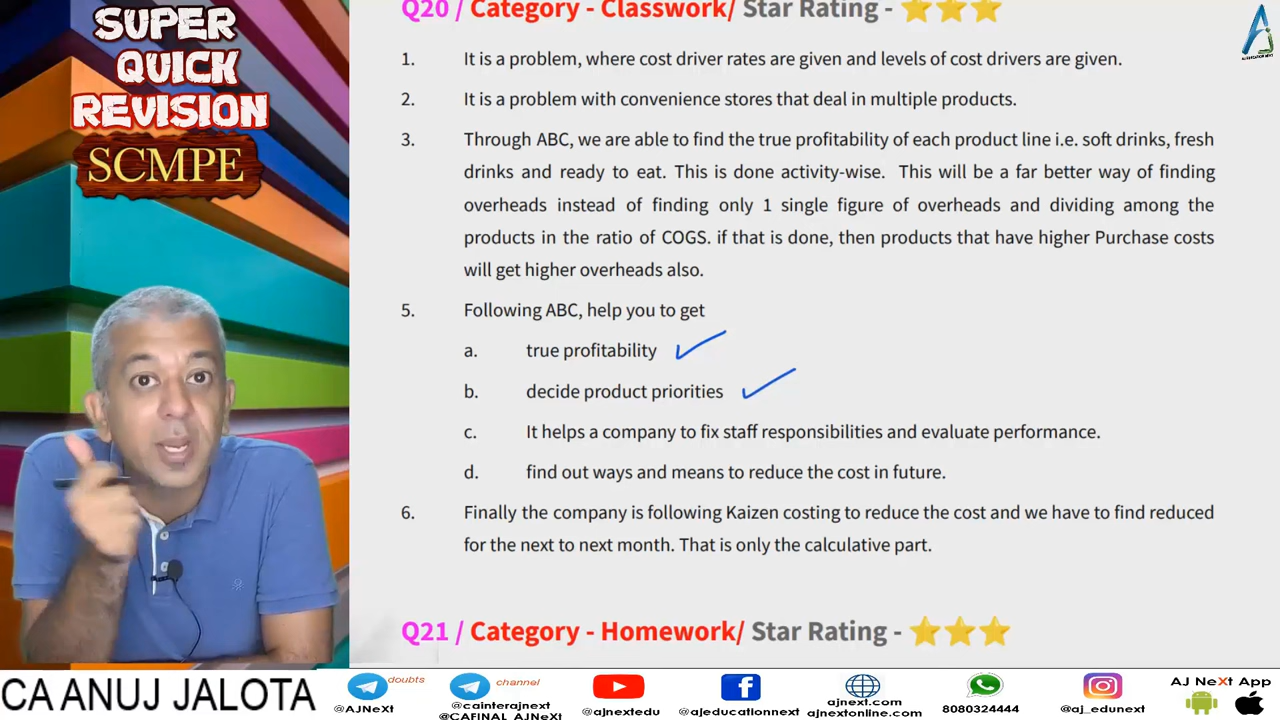 SUPER
QUICK
REVISION
SCMPE
Q20 / Category - Classwork/ Star Rating -
1. It is a problem, where cost driver rates are given and levels of cost drivers are given.
2. It is a problem with convenience stores that deal in multiple products.
3. Through ABC, we are able to find the true profitability of each product line i.e. soft drinks, fresh
drinks and ready to eat. This is done activity-wise. This will be a far better way of finding
overheads instead of finding only 1 single figure of overheads and dividing among the
products in the ratio of COGS. if that is done, then products that have higher Purchase costs
will get higher overheads also.
5. Following ABC, help you to get
a. true profitability
b. decide product priorities
c. It helps a company to fix staff responsibilities and evaluate performance.
d. find out ways and means to reduce the cost in future.
6. Finally the company is following Kaizen costing to reduce the cost and we have to find reduced
for the next to next month. That is only the calculative part.
Q21 / Category - Homework/ Star Rating -
CA ANUJ JALOTA
doubts
@AJNeXt
channel
@cainterajnext
@CAFINAL_AJNeXt
@ajnextedu
@ajeducationnext
ajnext.com
ajnextonline.com
8080324444
@aj_edunext
AJ NeXt App